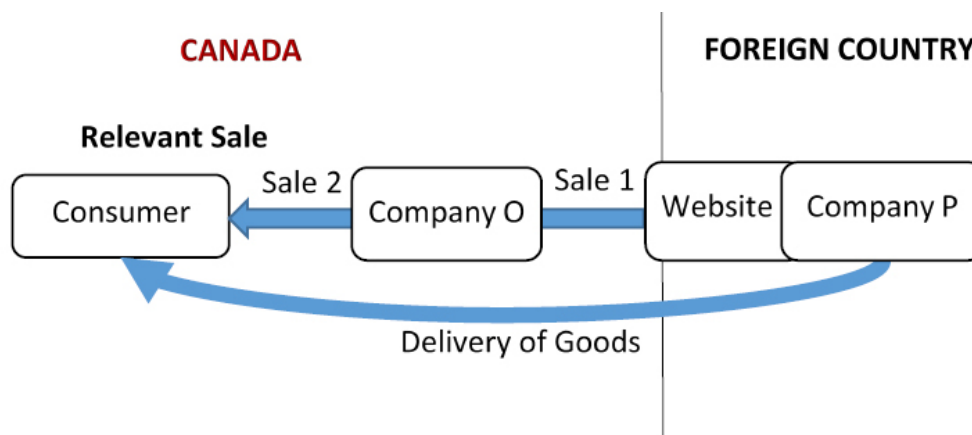 CANADA
FOREIGN COUNTRY
Relevant Sale
Sale 2
Sale 1
Consumer
Company O
Website
Company P
Delivery of Goods